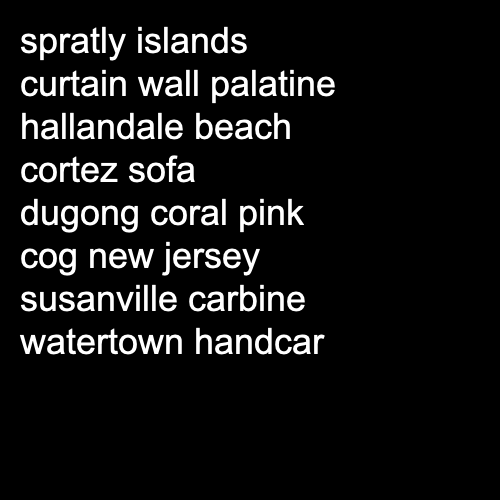 spratly islands
curtain wall palatine
hallandale beach
cortez sofa
dugong coral pink
cog new jersey
susanville carbine
watertown handcar